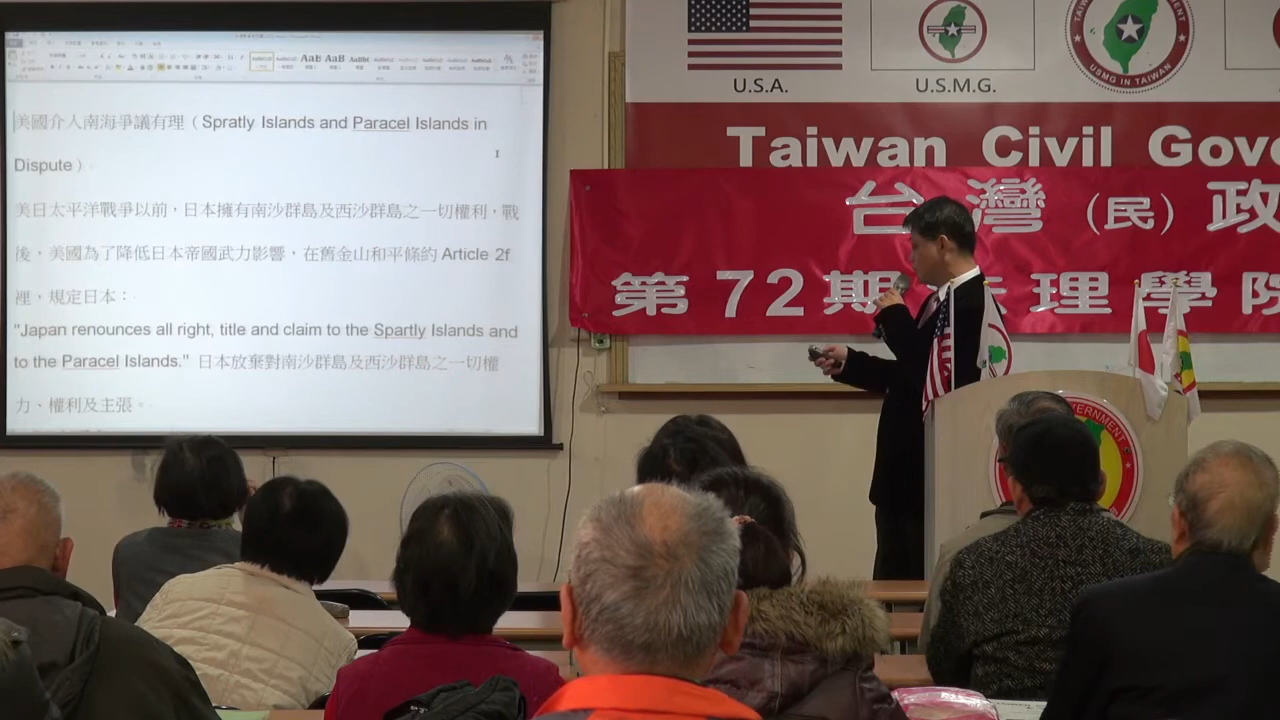 美國介入南海爭議有理（Spratly Islands and Paracel Islands in
Dispute）
美日太平洋戰爭以前，日本擁有南沙群島及西沙群島之一切權利，戰
後，美國為了降低日本帝國武力影響，在舊金山和平條約 Article 2f
裡，規定日本：
"Japan renounces all right, title and claim to the Spartly Islands and
to the Paracel Islands." 日本放棄對南沙群島及西沙群島之一切權
力、權利及主張。
U.S.A.
U.S.M.G.
USMG IN TAIWAN
Taiwan Civil Gove
台灣（民）政
第72期 理學院